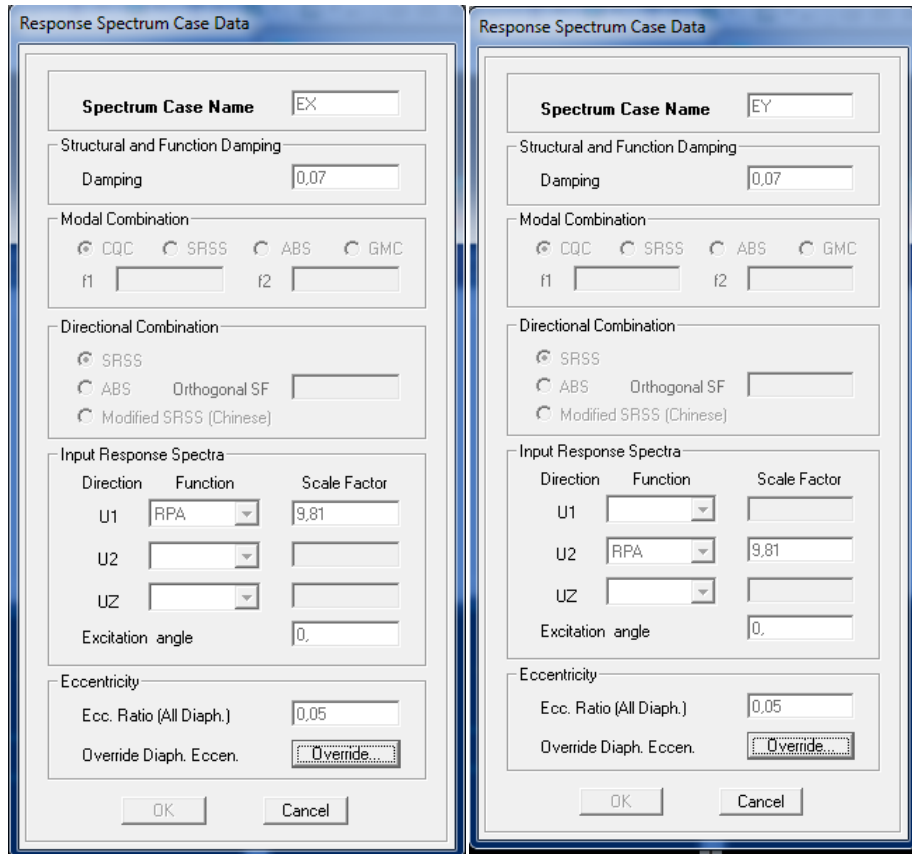 Response Spectrum Case Data
Spectrum Case Name EX
Structural and Function Damping
Damping 0,07
Modal Combination
CQC SRSS ABS GMC
f1 f2
Directional Combination
SRSS
ABS Orthogonal SF
Modified SRSS (Chinese)
Input Response Spectra
Direction Function Scale Factor
U1 RPA 9,81
U2
UZ
Excitation angle 0,
Eccentricity
Ecc. Ratio (All Diaph.) 0,05
Override Diaph. Eccen. Override...
OK Cancel
Response Spectrum Case Data
Spectrum Case Name EY
Structural and Function Damping
Damping 0,07
Modal Combination
CQC SRSS ABS GMC
f1 f2
Directional Combination
SRSS
ABS Orthogonal SF
Modified SRSS (Chinese)
Input Response Spectra
Direction Function Scale Factor
U1
U2 RPA 9,81
UZ
Excitation angle 0,
Eccentricity
Ecc. Ratio (All Diaph.) 0,05
Override Diaph. Eccen. Override...
OK Cancel